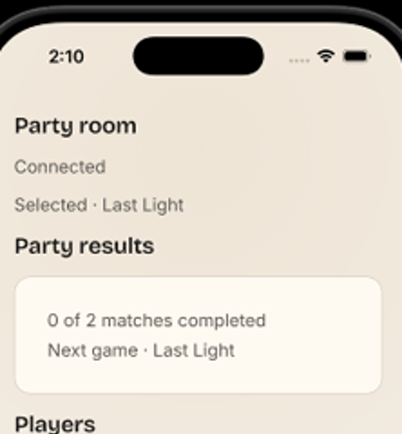 2:10
Party room
Connected
Selected · Last Light
Party results
0 of 2 matches completed
Next game · Last Light
Players